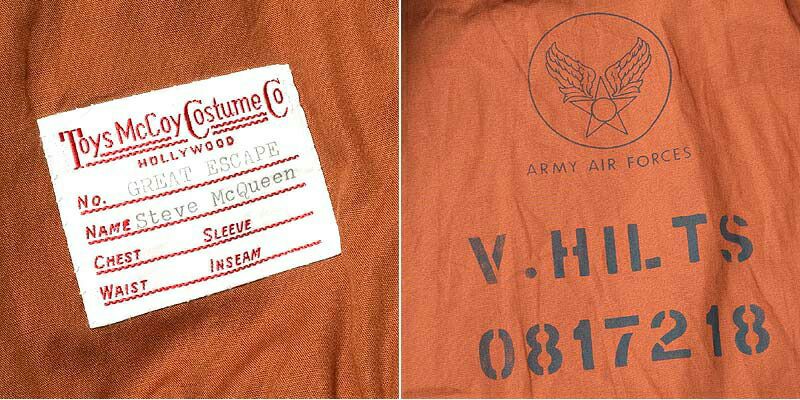 Toys McCoy Costume Co
HOLLYWOOD
No. GREAT ESCAPE
NAME Steve McQueen
CHEST SLEEVE
WAIST INSEAM
ARMY AIR FORCES
V.HILTS
0817218